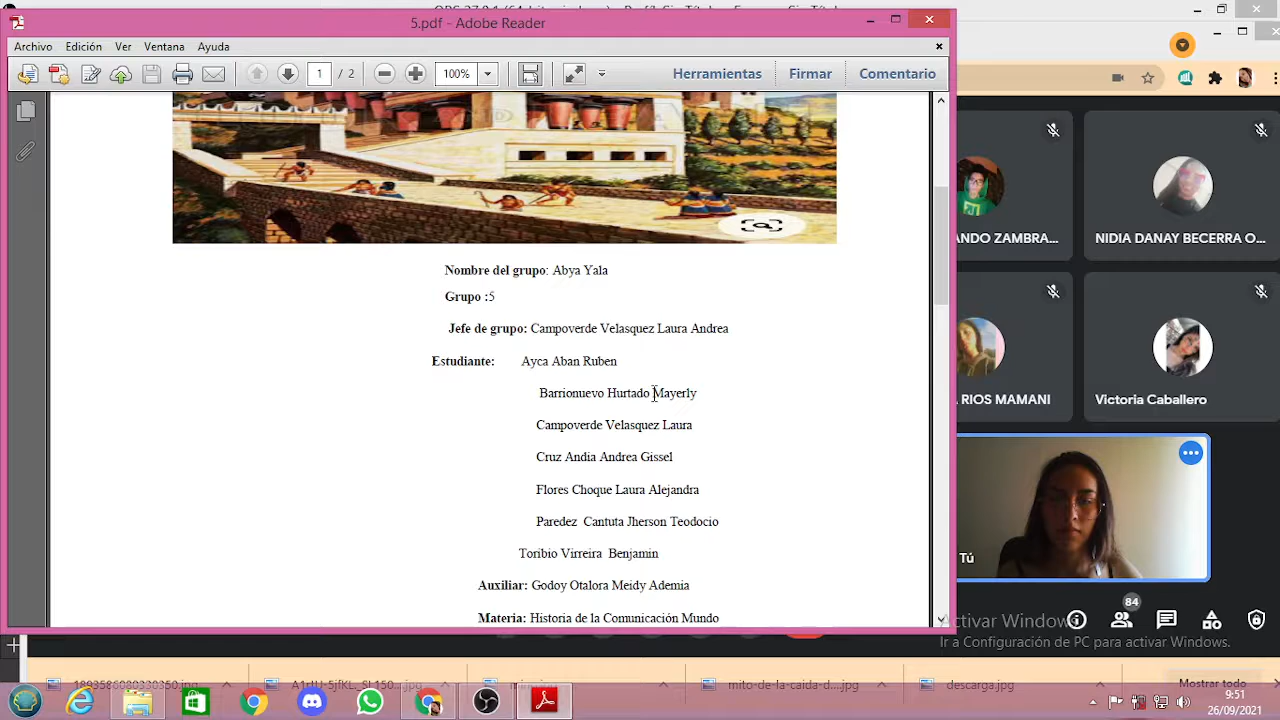 5.pdf - Adobe Reader
Archivo Edición Ver Ventana Ayuda
1 / 2 100% Herramientas Firmar Comentario
Nombre del grupo: Abya Yala
Grupo :5
Jefe de grupo: Campoverde Velasquez Laura Andrea
Estudiante: Ayca Aban Ruben
Barrionuevo Hurtado Mayerly
Campoverde Velasquez Laura
Cruz Andia Andrea Gissel
Flores Choque Laura Alejandra
Paredez Cantuta Jherson Teodocio
Toribio Virreira Benjamin
Auxiliar: Godoy Otalora Meidy Ademia
Materia: Historia de la Comunicación Mundo
ANDO ZAMBRA...
NIDIA DANAY BECERRA O...
RIOS MAMANI
Victoria Caballero
Tú
84
Activar Windows
Ir a Configuración de PC para activar Windows.
mito-de-la-caida-d....jpg
descarga.jpg
Mostrar todo
9:51
26/09/2021